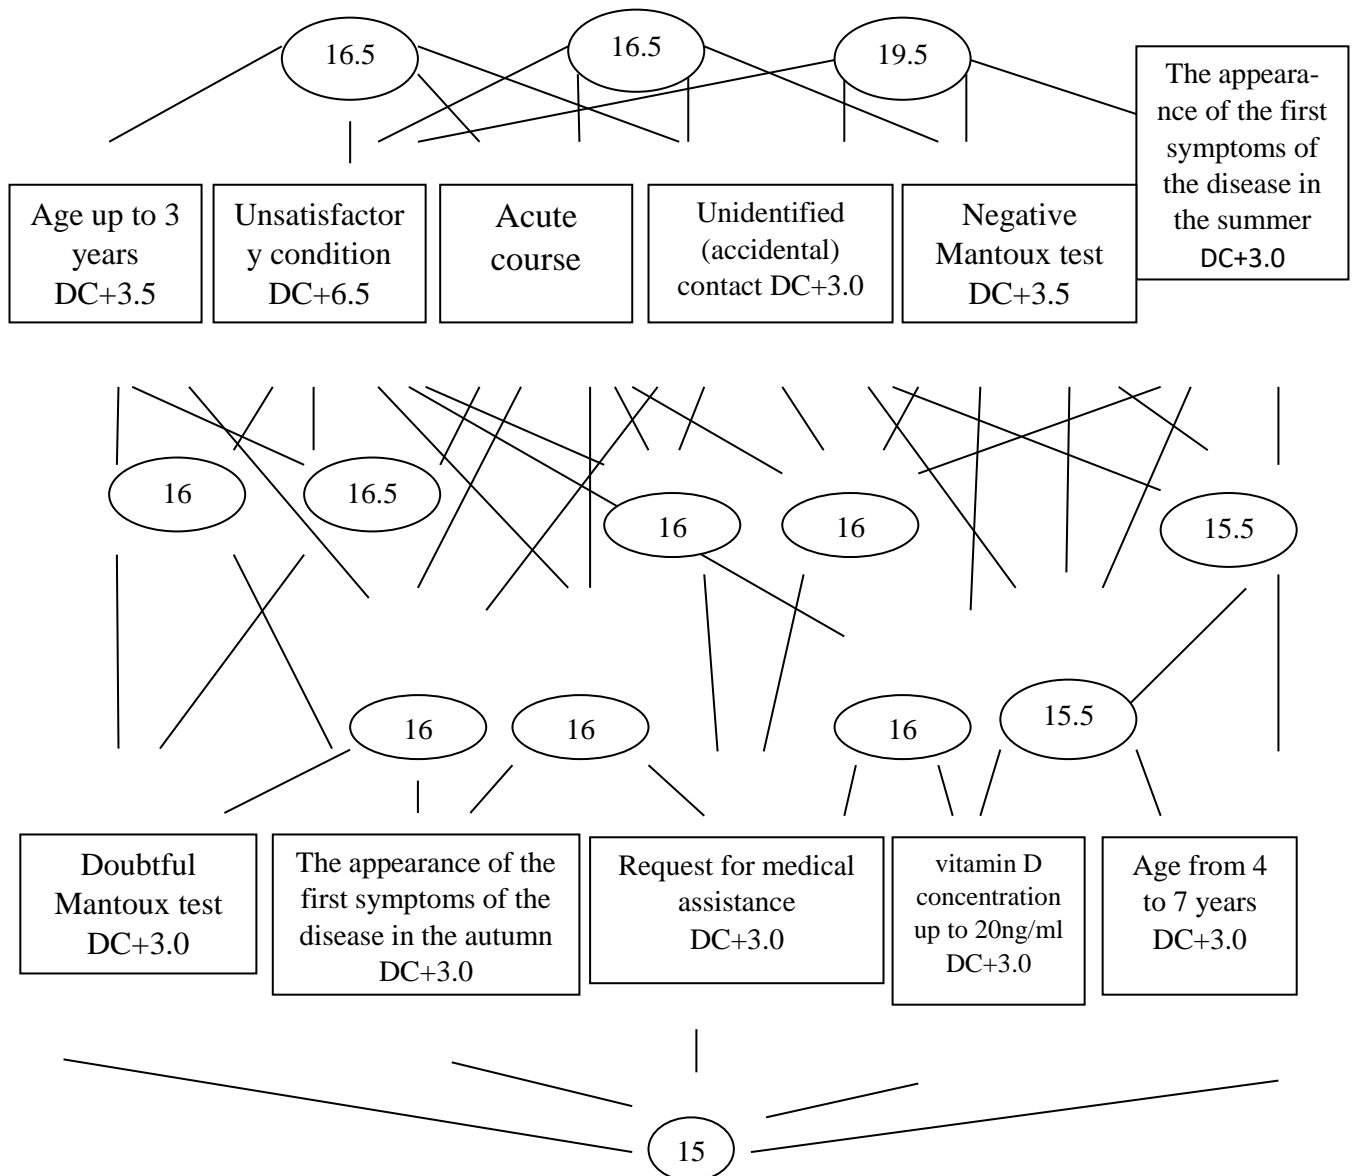 16.5
16.5
19.5
The appeara-
nce of the first
symptoms of
the disease in
the summer
DC+3.0
Age up to 3
years
DC+3.5
Unsatisfactor
y condition
DC+6.5
Acute
course
Unidentified
(accidental)
contact DC+3.0
Negative
Mantoux test
DC+3.5
16
16.5
16
16
15.5
16
16
16
15.5
Doubtful
Mantoux test
DC+3.0
The appearance of the
first symptoms of the
disease in the autumn
DC+3.0
Request for medical
assistance
DC+3.0
vitamin D
concentration
up to 20ng/ml
DC+3.0
Age from 4
to 7 years
DC+3.0
15